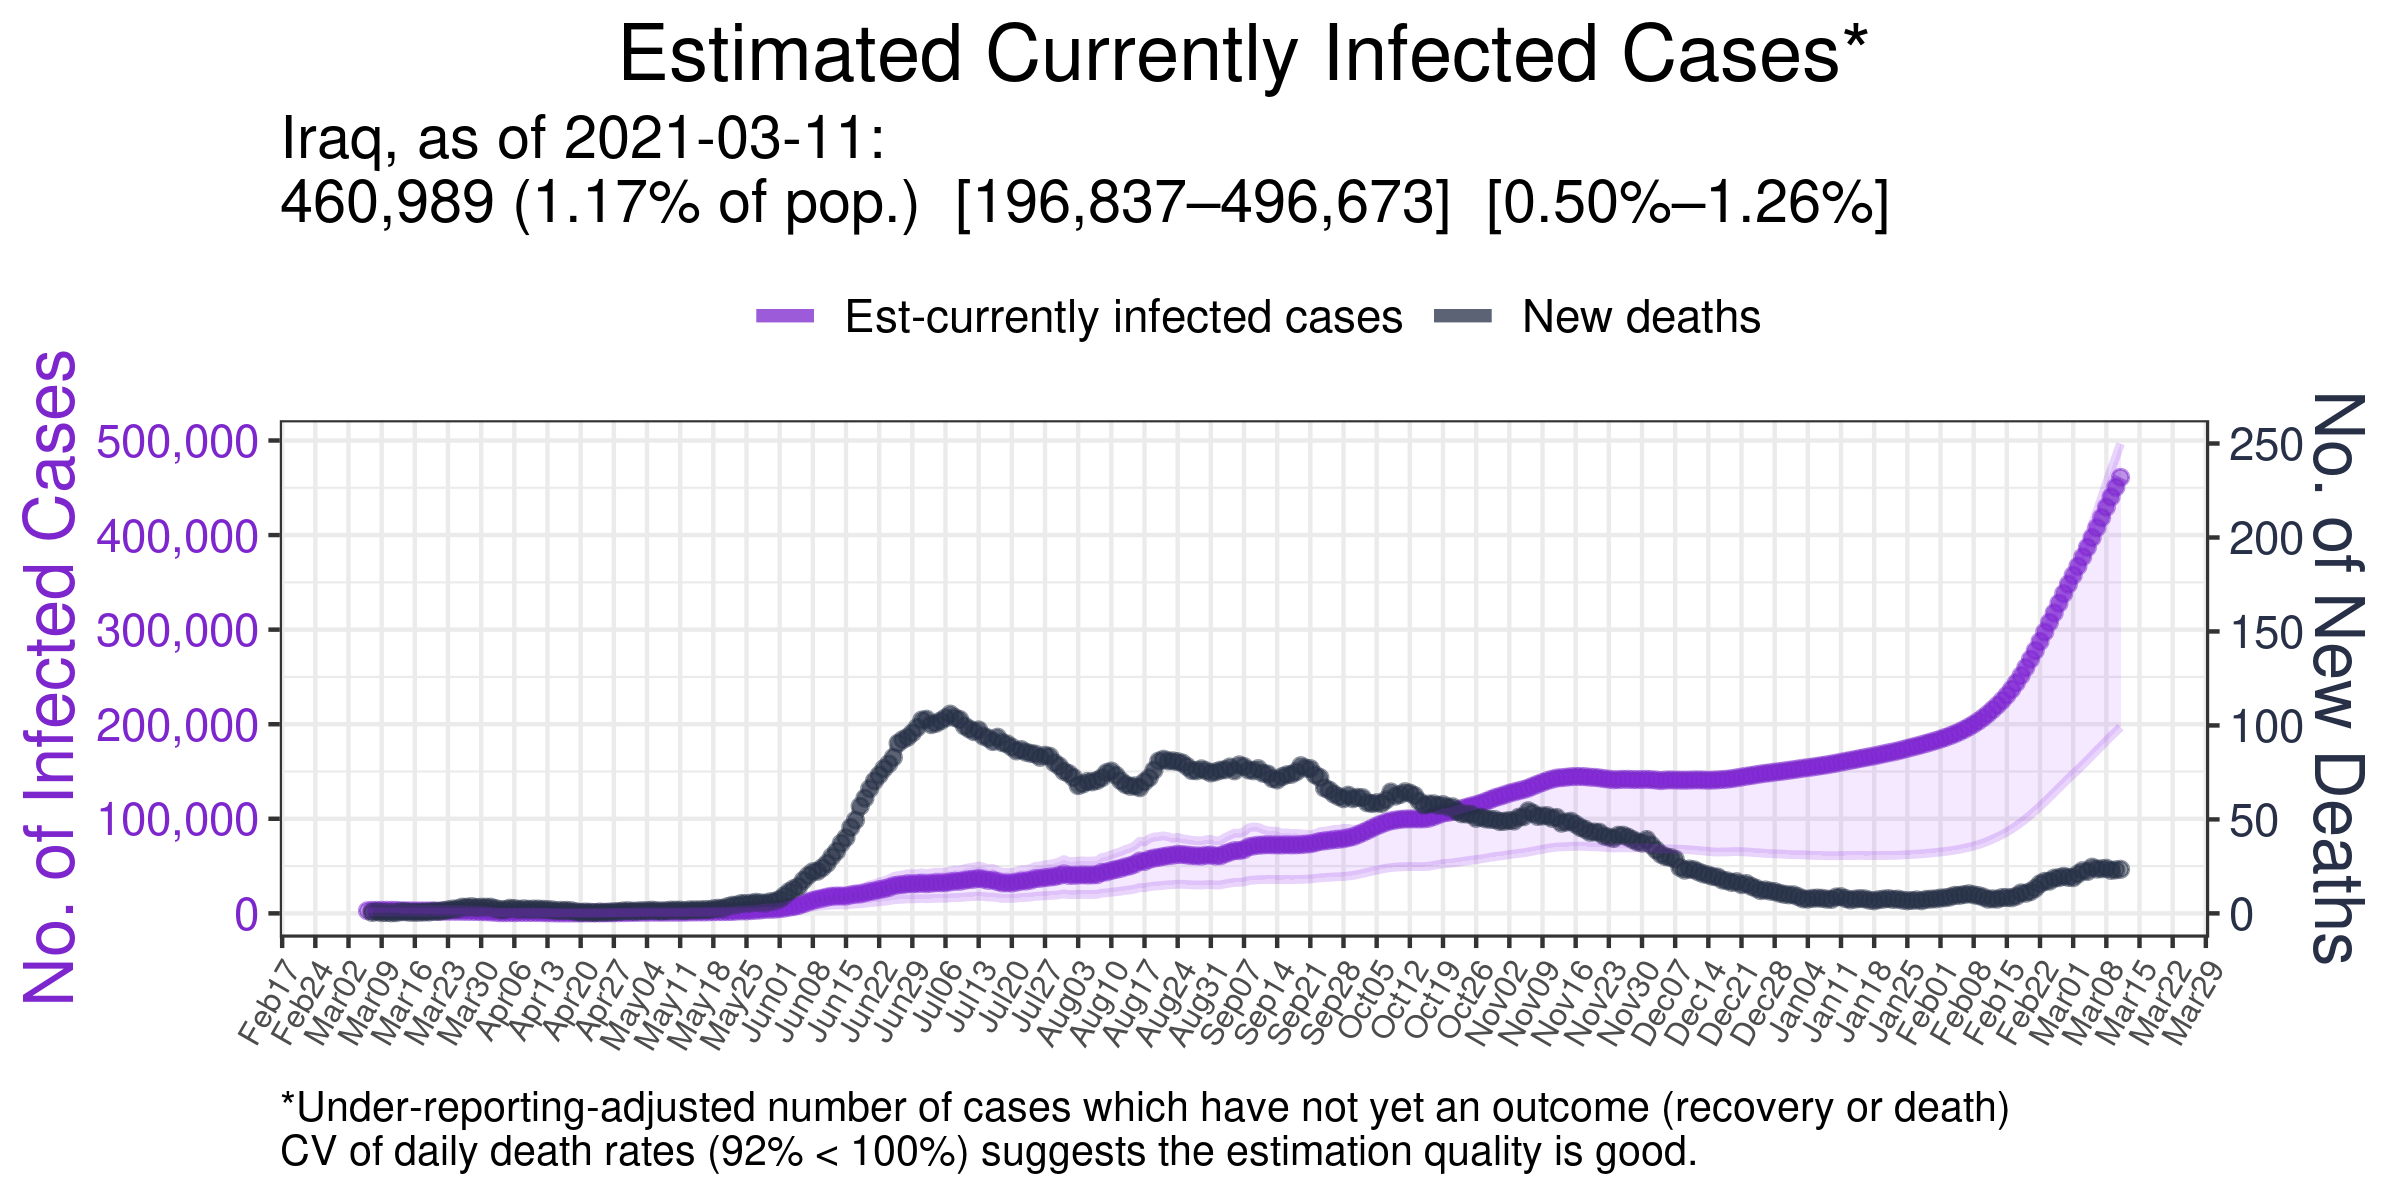 Estimated Currently Infected Cases*
Iraq, as of 2021-03-11:
460,989 (1.17% of pop.) [196,837–496,673] [0.50%–1.26%]
Est-currently infected cases
New deaths
No. of Infected Cases
500,000
400,000
300,000
200,000
100,000
0
250
200
150
100
50
0
No. of New Deaths
Feb17
Feb24
Mar02
Mar09
Mar16
Mar23
Mar30
Apr06
Apr13
Apr20
Apr27
May04
May11
May18
May25
Jun01
Jun08
Jun15
Jun22
Jun29
Jul06
Jul13
Jul20
Jul27
Aug03
Aug10
Aug17
Aug24
Aug31
Sep07
Sep14
Sep21
Sep28
Oct05
Oct12
Oct19
Oct26
Nov02
Nov09
Nov16
Nov23
Nov30
Dec07
Dec14
Dec21
Dec28
Jan04
Jan11
Jan18
Jan25
Feb01
Feb08
Feb15
Feb22
Mar01
Mar08
Mar15
Mar22
Mar29
*Under-reporting-adjusted number of cases which have not yet an outcome (recovery or death)
CV of daily death rates (92% < 100%) suggests the estimation quality is good.